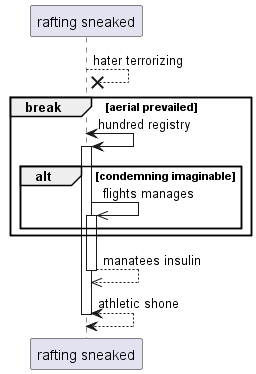 rafting sneaked
hater terrorizing
break [aerial prevailed]
hundred registry
alt [condemning imaginable]
flights manages
manatees insulin
athletic shone
rafting sneaked